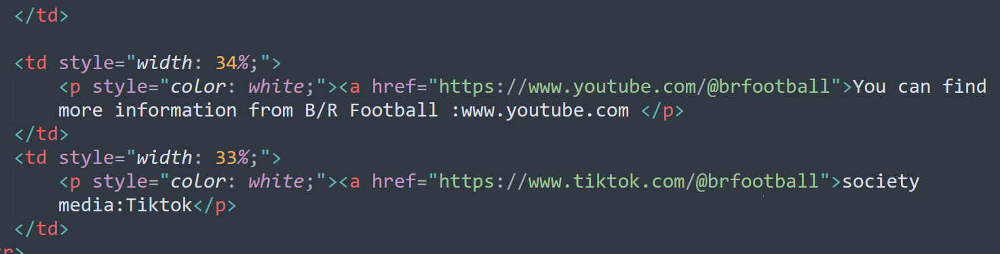 </td>
<td style="width: 34%;">
<p style="color: white;"><a href="https://www.youtube.com/@brfootball">You can find
more information from B/R Football :www.youtube.com </p>
</td>
<td style="width: 33%;">
<p style="color: white;"><a href="https://www.tiktok.com/@brfootball">society
media:Tiktok</p>
</td>
tr>